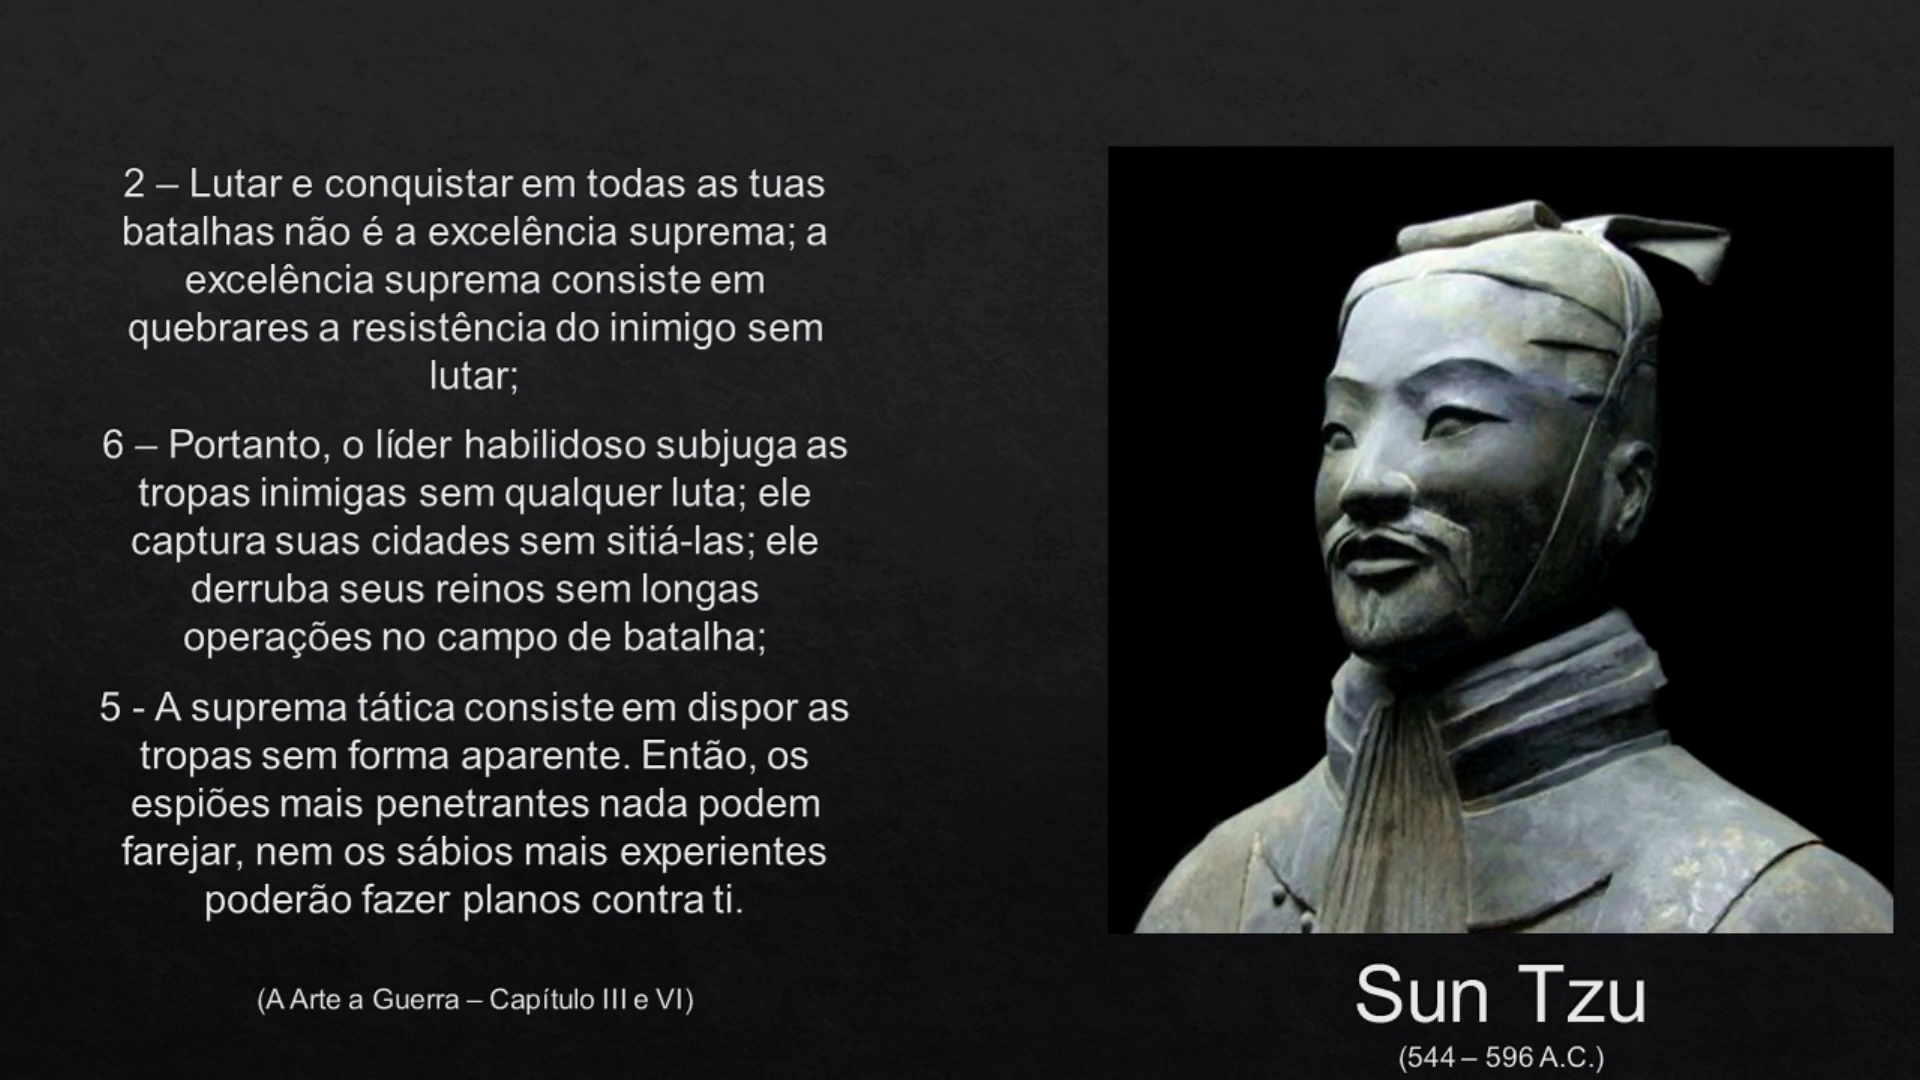 2 – Lutar e conquistar em todas as tuas
batalhas não é a excelência suprema; a
excelência suprema consiste em
quebrares a resistência do inimigo sem
lutar;
6 – Portanto, o líder habilidoso subjuga as
tropas inimigas sem qualquer luta; ele
captura suas cidades sem sitiá-las; ele
derruba seus reinos sem longas
operações no campo de batalha;
5 - A suprema tática consiste em dispor as
tropas sem forma aparente. Então, os
espiões mais penetrantes nada podem
farejar, nem os sábios mais experientes
poderão fazer planos contra ti.
(A Arte a Guerra – Capítulo III e VI)
Sun Tzu
(544 – 596 A.C.)